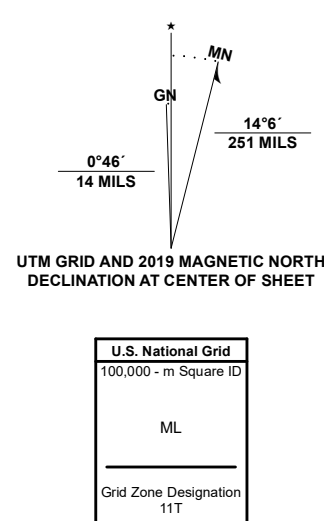 MN
GN
14°6´
251 MILS
0°46´
14 MILS
UTM GRID AND 2019 MAGNETIC NORTH
DECLINATION AT CENTER OF SHEET
U.S. National Grid
100,000 - m Square ID
ML
Grid Zone Designation
11T